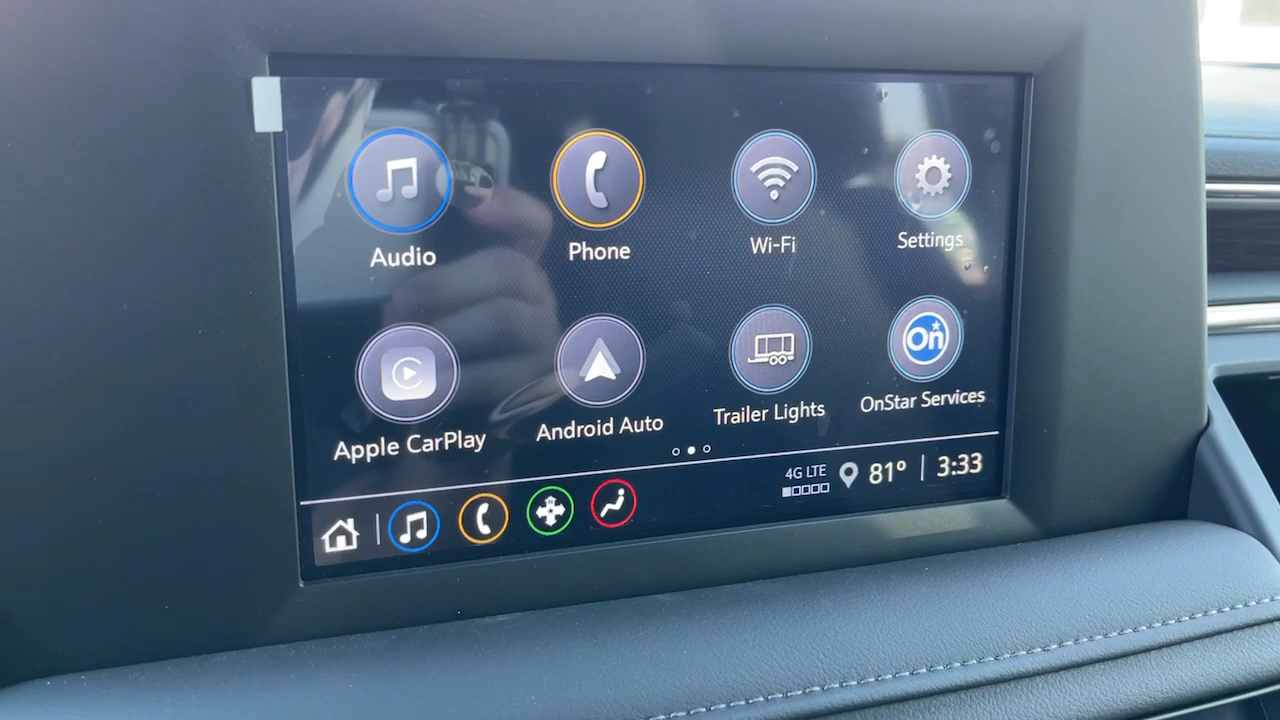 Audio
Phone
Wi-Fi
Settings
On
Apple CarPlay
Android Auto
Trailer Lights
OnStar Services
4G LTE
81°
3:33